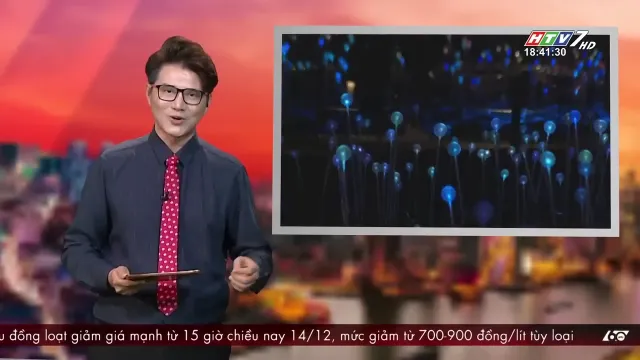 HTV7 HD
18:41:30
u đồng loạt giảm giá mạnh từ 15 giờ chiều nay 14/12, mức giảm từ 700-900 đồng/lít tùy loại
60